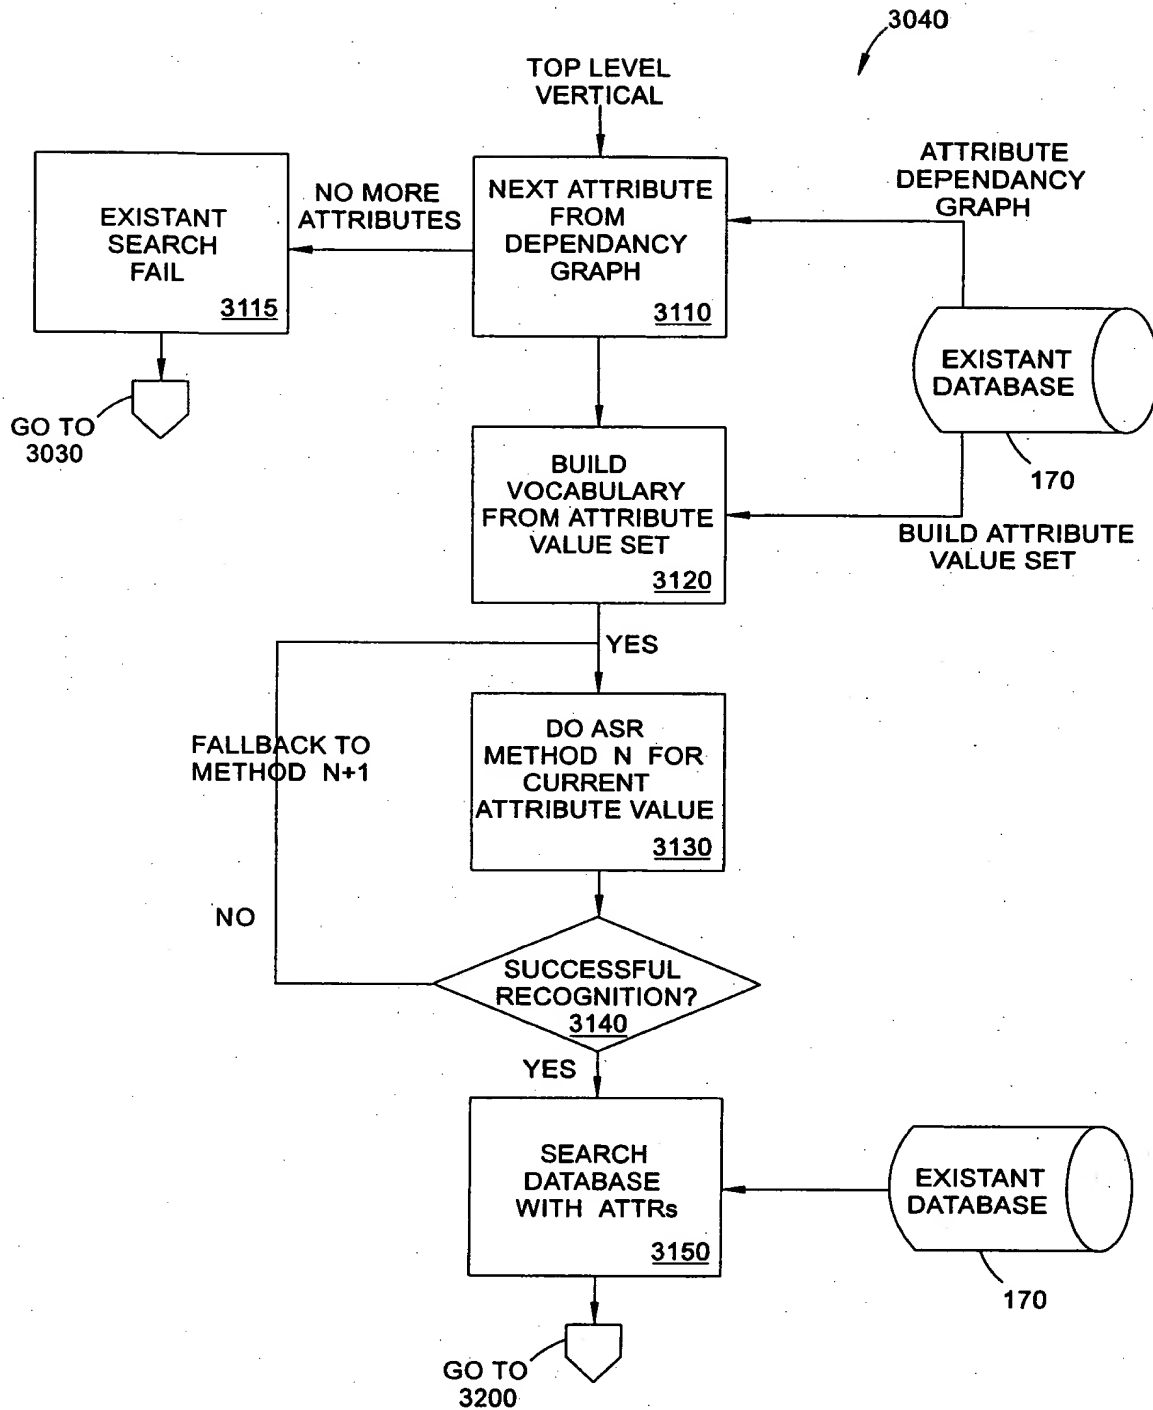 3040
TOP LEVEL
VERTICAL
ATTRIBUTE
DEPENDANCY
GRAPH
NO MORE
ATTRIBUTES
EXISTANT
SEARCH
FAIL
3115
NEXT ATTRIBUTE
FROM
DEPENDANCY
GRAPH
3110
EXISTANT
DATABASE
170
GO TO
3030
BUILD
VOCABULARY
FROM ATTRIBUTE
VALUE SET
3120
BUILD ATTRIBUTE
VALUE SET
YES
FALLBACK TO
METHOD N+1
DO ASR
METHOD N FOR
CURRENT
ATTRIBUTE VALUE
3130
NO
SUCCESSFUL
RECOGNITION?
3140
YES
SEARCH
DATABASE
WITH ATTRs
3150
EXISTANT
DATABASE
170
GO TO
3200